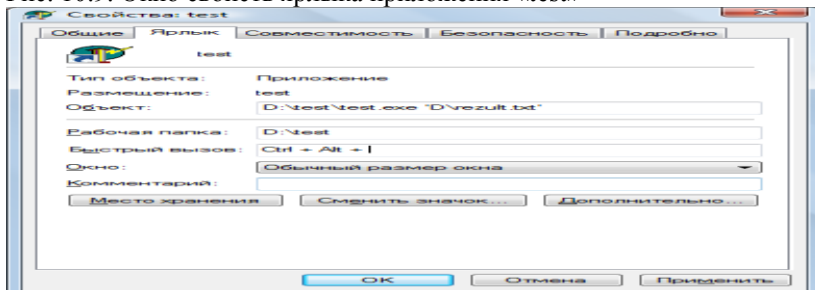 Рис. 10.9. Окно свойств ярлыка приложения «test»
Свойства: test
Общие Ярлык Совместимость Безопасность Подробно
test
Тип объекта: Приложение
Размещение: test
Объект: D:\test\test.exe "D\rezult.txt"
Рабочая папка: D:\test
Быстрый вызов: Ctrl + Alt +
Окно: Обычный размер окна
Комментарий:
Место хранения Сменить значок... Дополнительно...
OK Отмена Применить